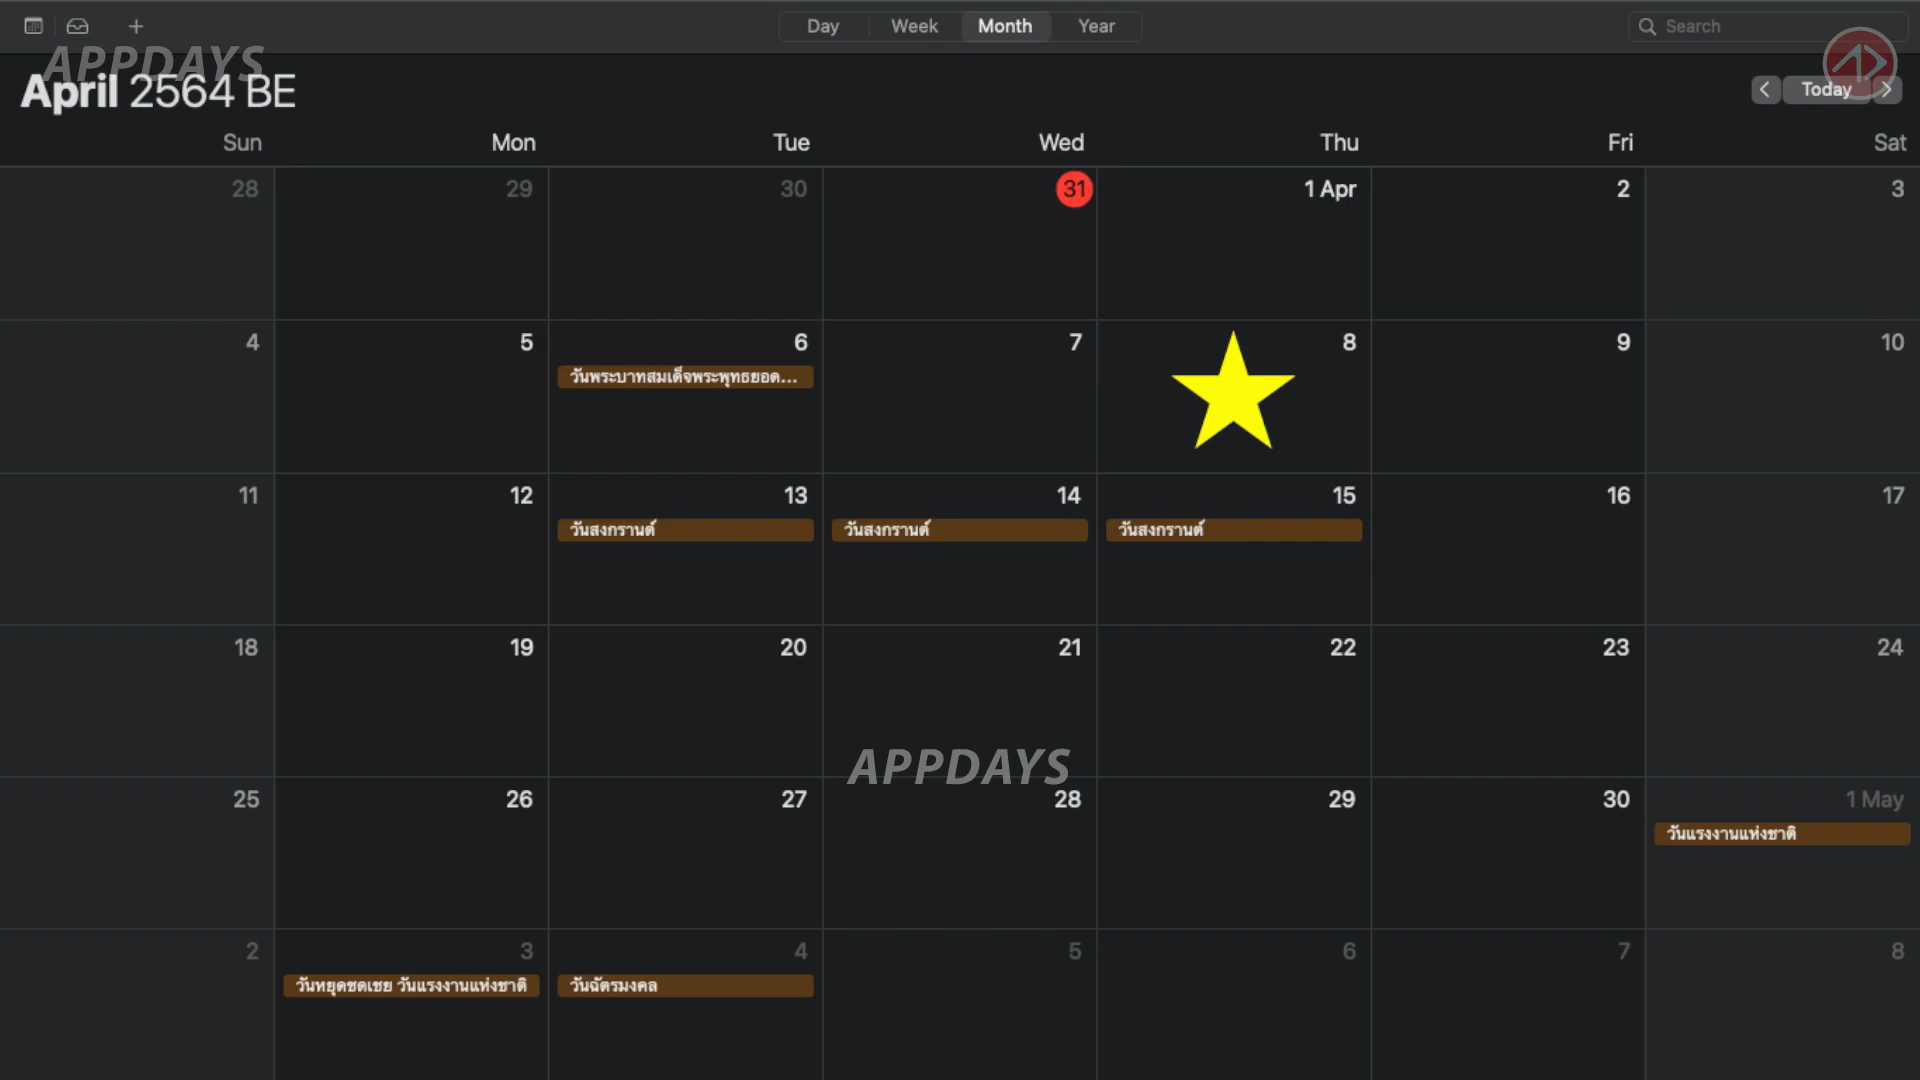 Day Week Month Year Search
APPDAYS
April 2564 BE
Today
Sun Mon Tue Wed Thu Fri Sat
28 29 30 31 1 Apr 2 3
4 5 6 7 8 9 10
วันพระบาทสมเด็จพระพุทธยอด...
11 12 13 14 15 16 17
วันสงกรานต์ วันสงกรานต์ วันสงกรานต์
18 19 20 21 22 23 24
APPDAYS
25 26 27 28 29 30 1 May
วันแรงงานแห่งชาติ
2 3 4 5 6 7 8
วันหยุดชดเชย วันแรงงานแห่งชาติ วันฉัตรมงคล